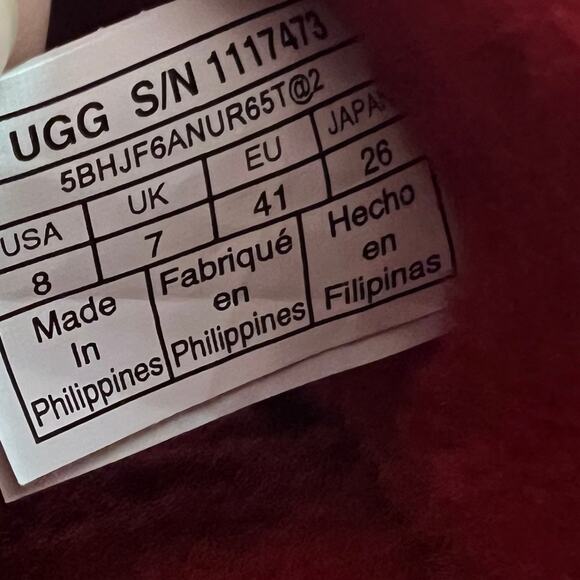 UGG S/N 1117473
5BHJF6ANUR65T@2
USA UK EU JAPAN
8 7 41 26
Made In Philippines
Fabriqué en Philippines
Hecho en Filipinas